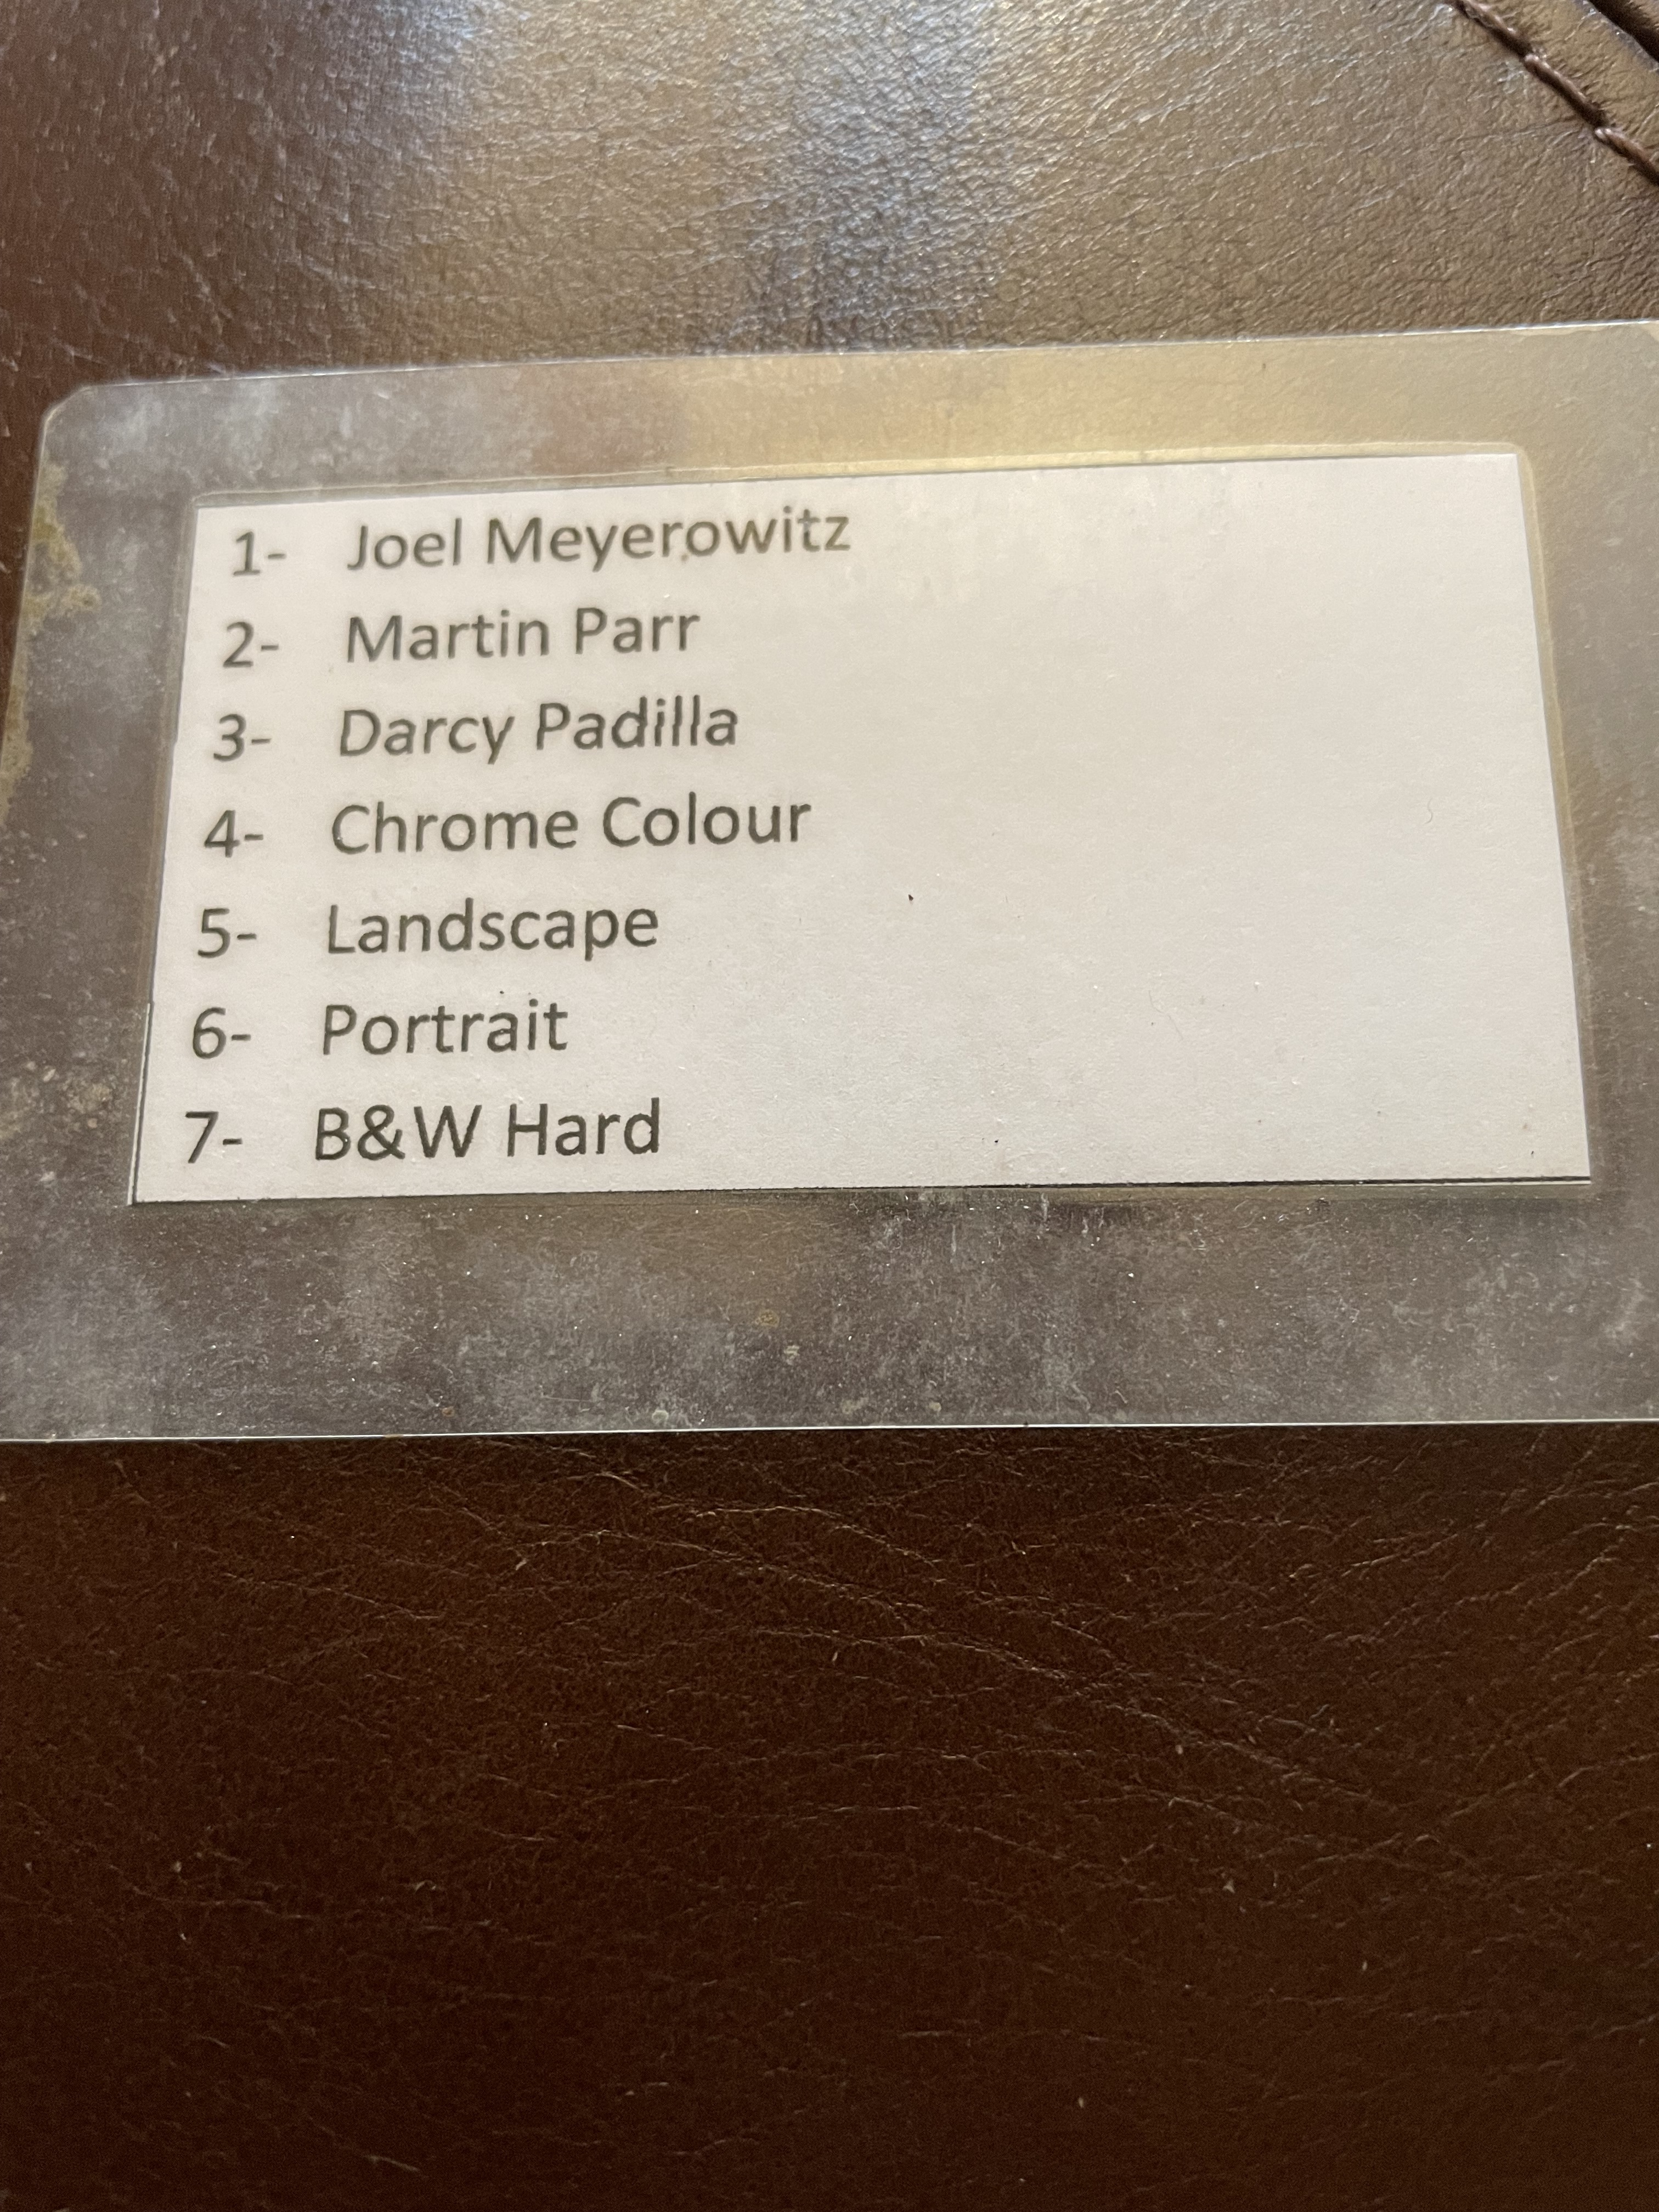 1- Joel Meyerowitz
2- Martin Parr
3- Darcy Padilla
4- Chrome Colour
5- Landscape
6- Portrait
7- B&W Hard